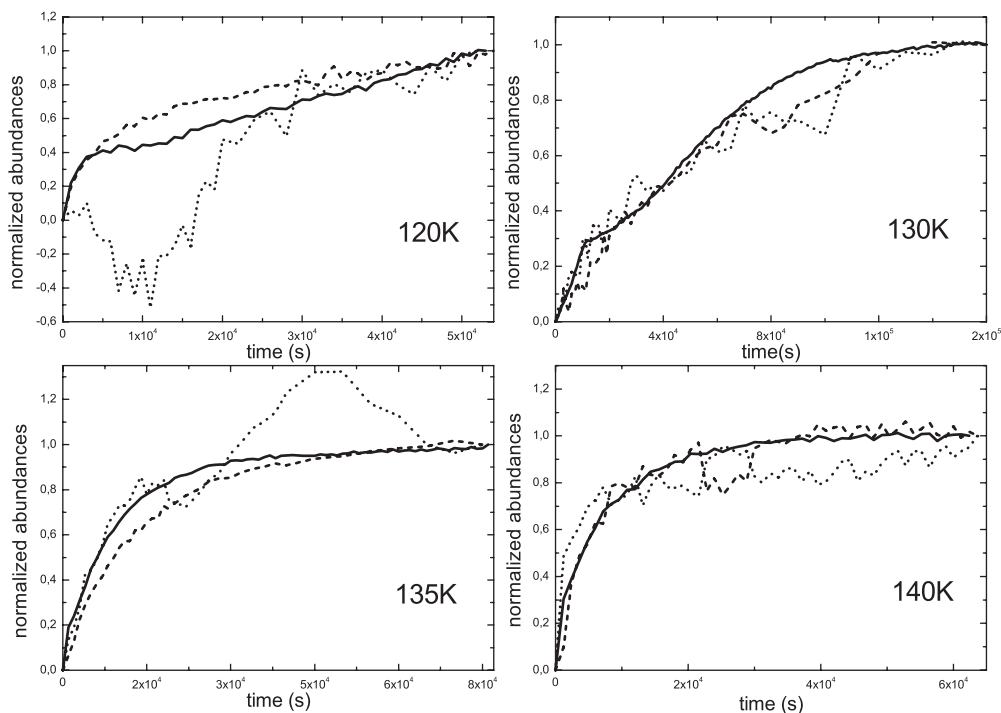 normalized abundances
1,2
1,0
0,8
0,6
0,4
0,2
0,0
-0,2
-0,4
-0,6
120K
0 1x10⁴ 2x10⁴ 3x10⁴ 4x10⁴ 5x10⁴
time (s)
normalized abundances
1,0
0,8
0,6
0,4
0,2
0,0
130K
0 4x10⁴ 8x10⁴ 1x10⁵ 2x10⁵
time(s)
normalized abundances
1,2
1,0
0,8
0,6
0,4
0,2
0,0
135K
0 2x10⁴ 3x10⁴ 5x10⁴ 6x10⁴ 8x10⁴
time (s)
normalized abundances
1,2
1,0
0,8
0,6
0,4
0,2
0,0
140K
0 2x10⁴ 4x10⁴ 6x10⁴
time (s)